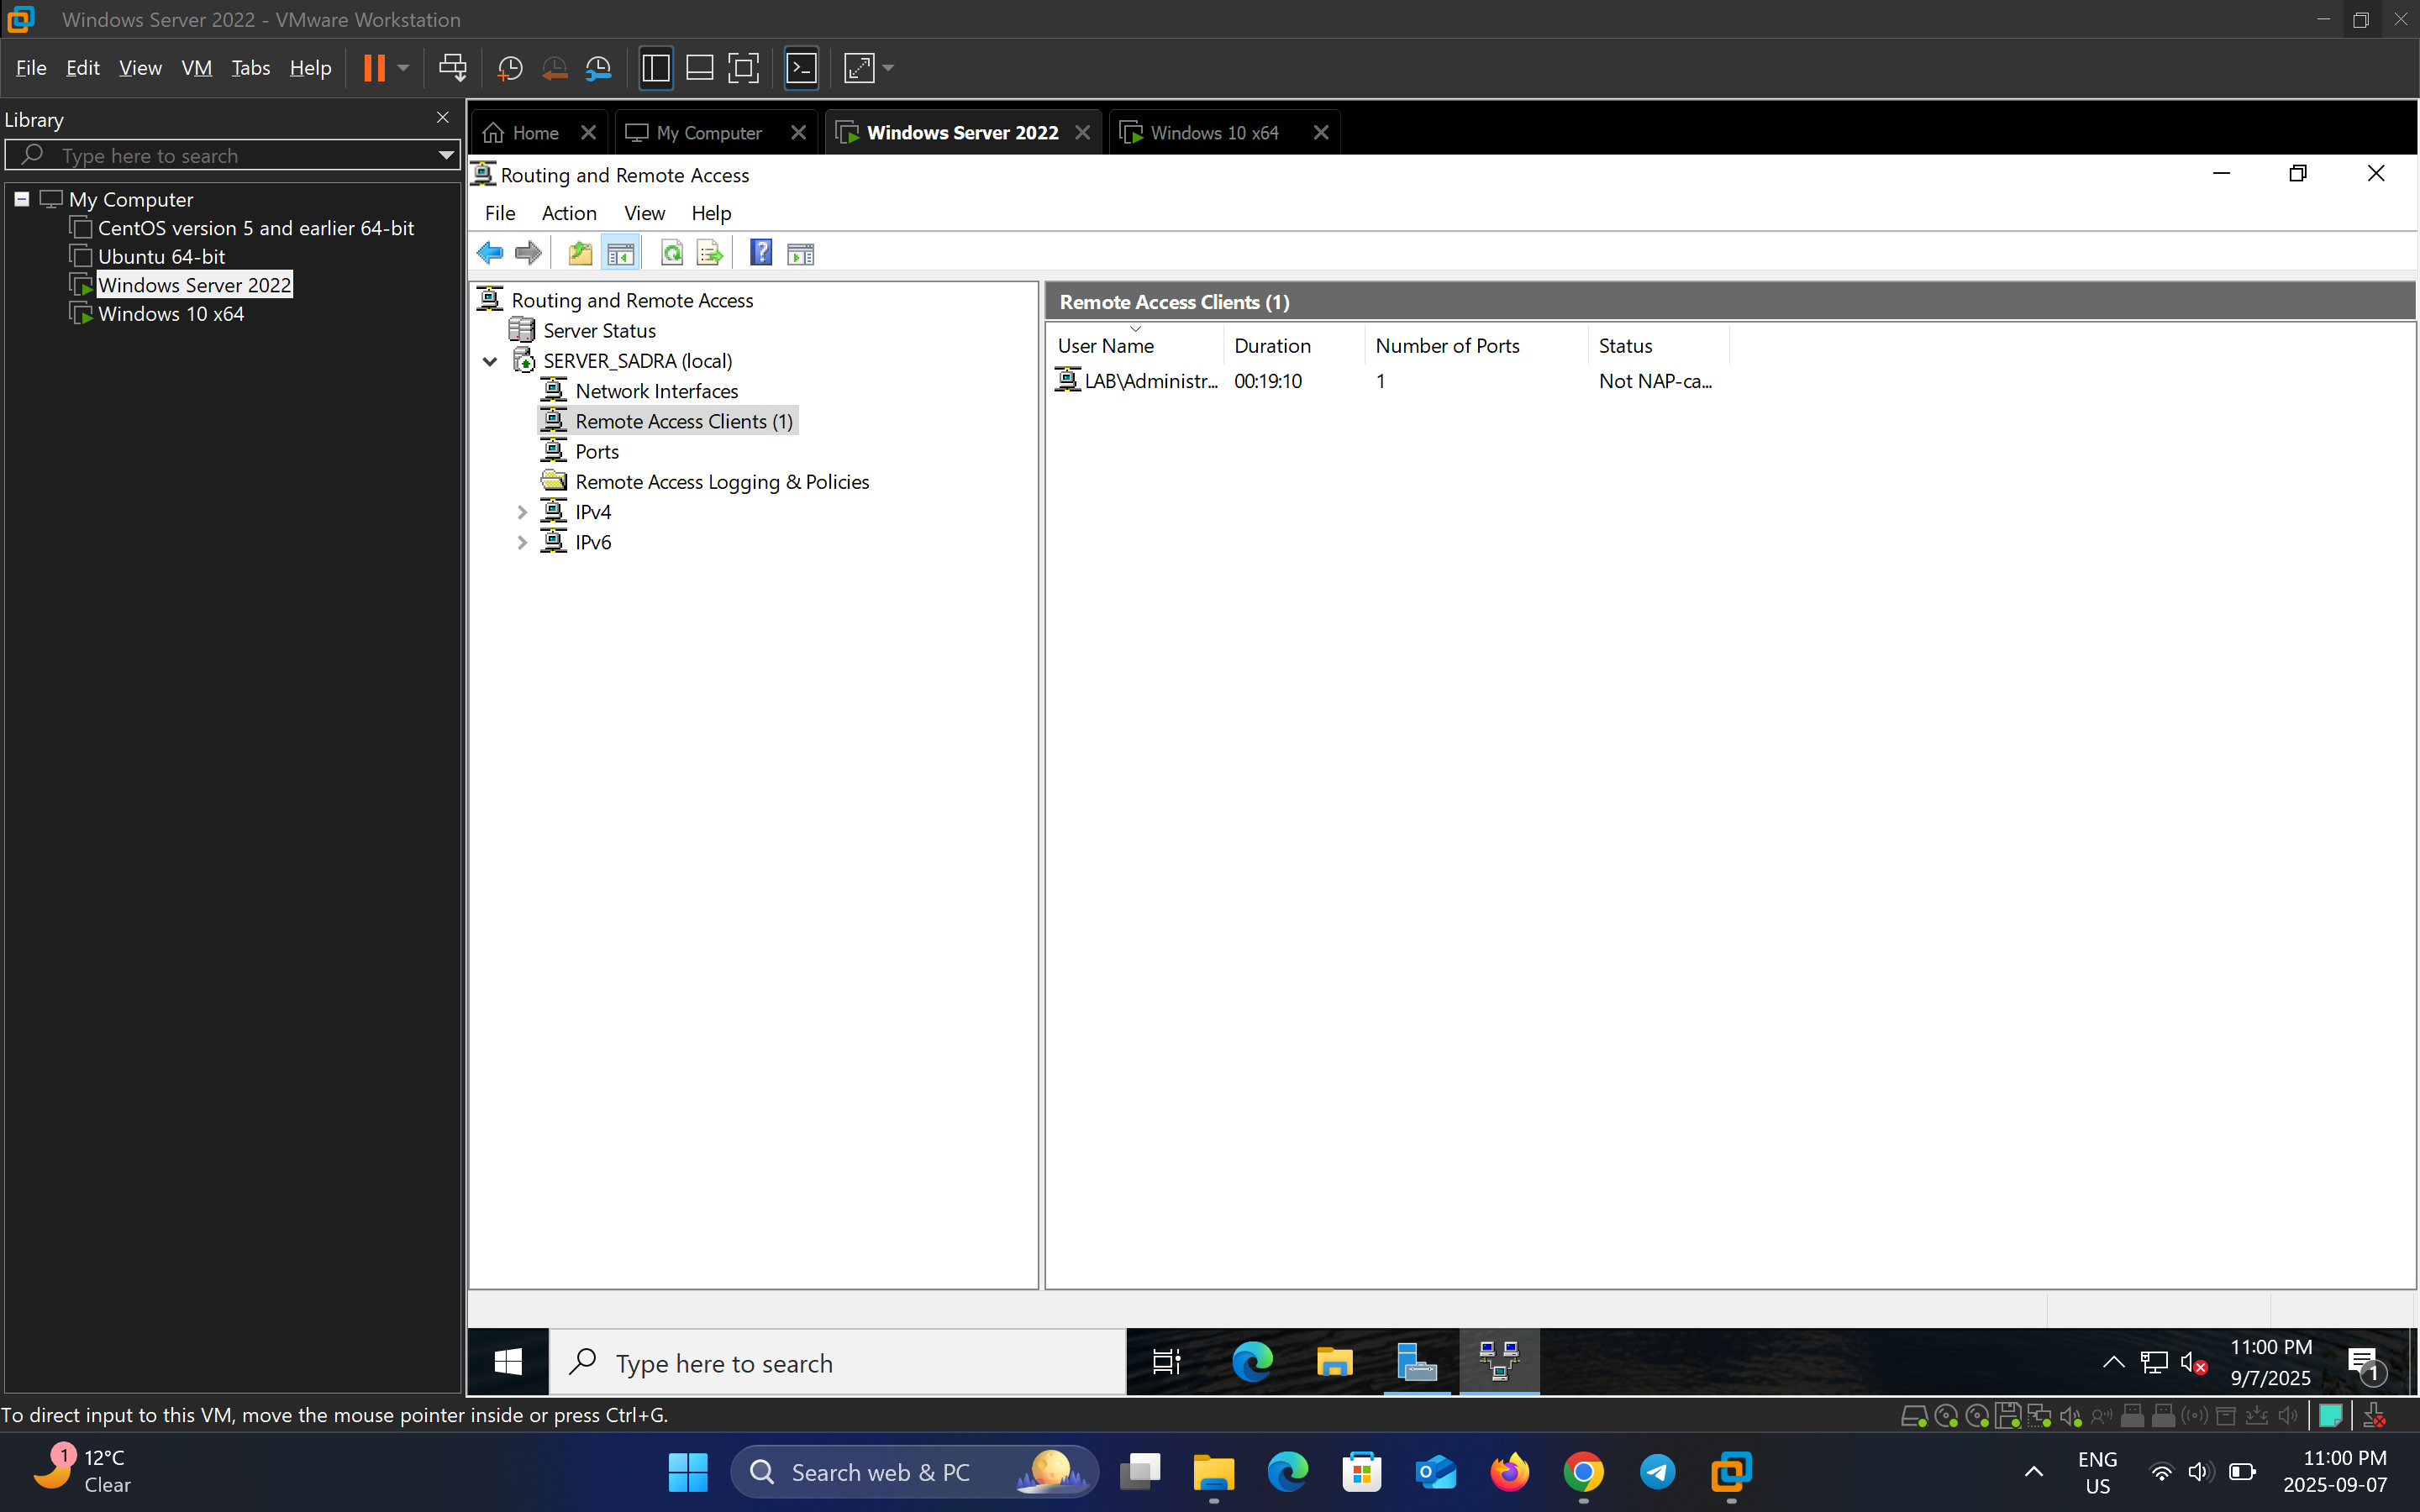 Windows Server 2022 - VMware Workstation
File Edit View VM Tabs Help
Library
Type here to search
My Computer
CentOS version 5 and earlier 64-bit
Ubuntu 64-bit
Windows Server 2022
Windows 10 x64
Home
My Computer
Windows Server 2022
Windows 10 x64
Routing and Remote Access
File Action View Help
Routing and Remote Access
Server Status
SERVER_SADRA (local)
Network Interfaces
Remote Access Clients (1)
Ports
Remote Access Logging & Policies
IPv4
IPv6
Remote Access Clients (1)
User Name Duration Number of Ports Status
LAB\Administr... 00:19:10 1 Not NAP-ca...
Type here to search
11:00 PM
9/7/2025
1
To direct input to this VM, move the mouse pointer inside or press Ctrl+G.
1
12°C
Clear
Search web & PC
ENG
US
11:00 PM
2025-09-07